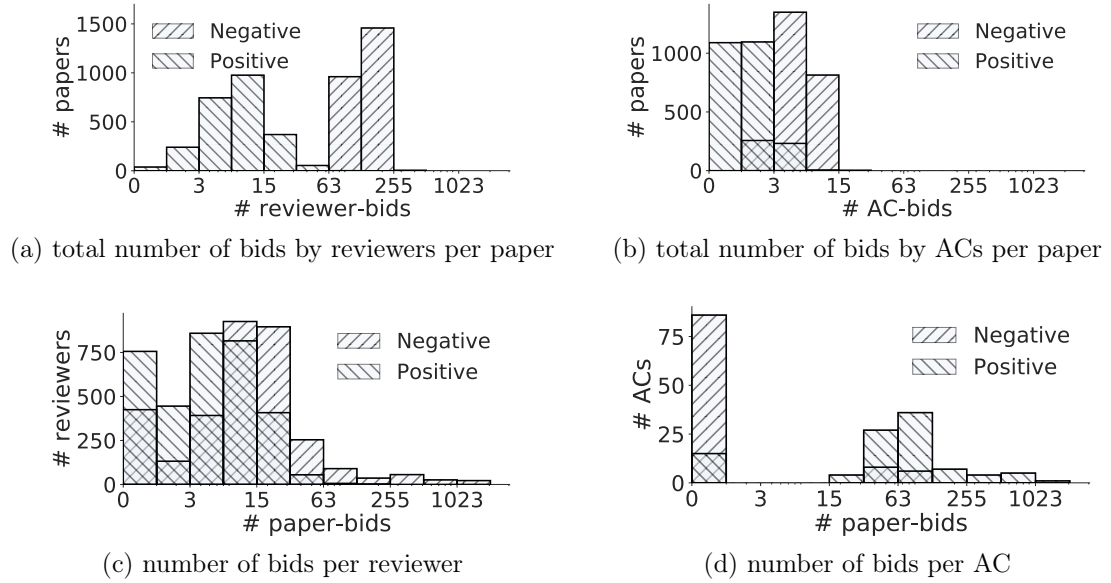 1500
1000
500
0
# papers
Negative
Positive
0 3 15 63 255 1023
# reviewer-bids
(a) total number of bids by reviewers per paper
1000
500
0
# papers
Negative
Positive
0 3 15 63 255 1023
# AC-bids
(b) total number of bids by ACs per paper
750
500
250
0
# reviewers
Negative
Positive
0 3 15 63 255 1023
# paper-bids
(c) number of bids per reviewer
75
50
25
0
# ACs
Negative
Positive
0 3 15 63 255 1023
# paper-bids
(d) number of bids per AC